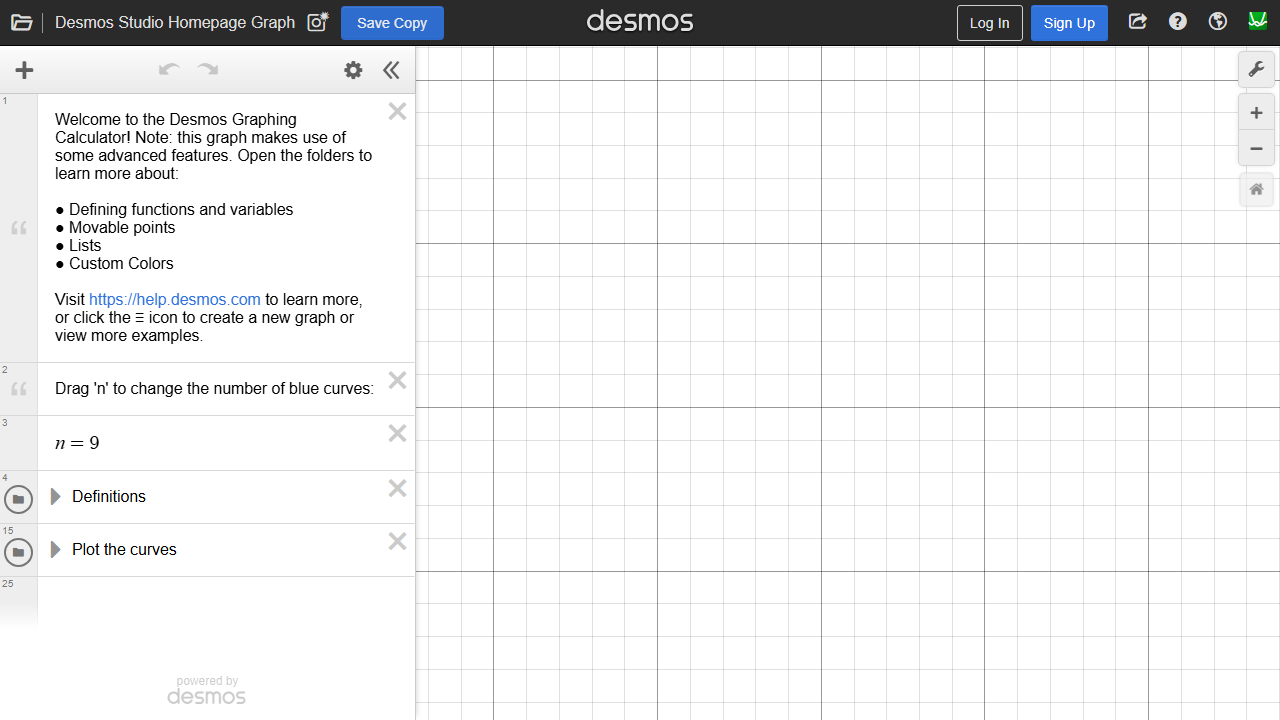 Desmos Studio Homepage Graph
Save Copy
desmos
Log In
Sign Up
1
Welcome to the Desmos Graphing
Calculator! Note: this graph makes use of
some advanced features. Open the folders to
learn more about:
● Defining functions and variables
● Movable points
● Lists
● Custom Colors
Visit https://help.desmos.com to learn more,
or click the Ξ icon to create a new graph or
view more examples.
2
Drag 'n' to change the number of blue curves:
3
n = 9
4
Definitions
15
Plot the curves
25
powered by
desmos